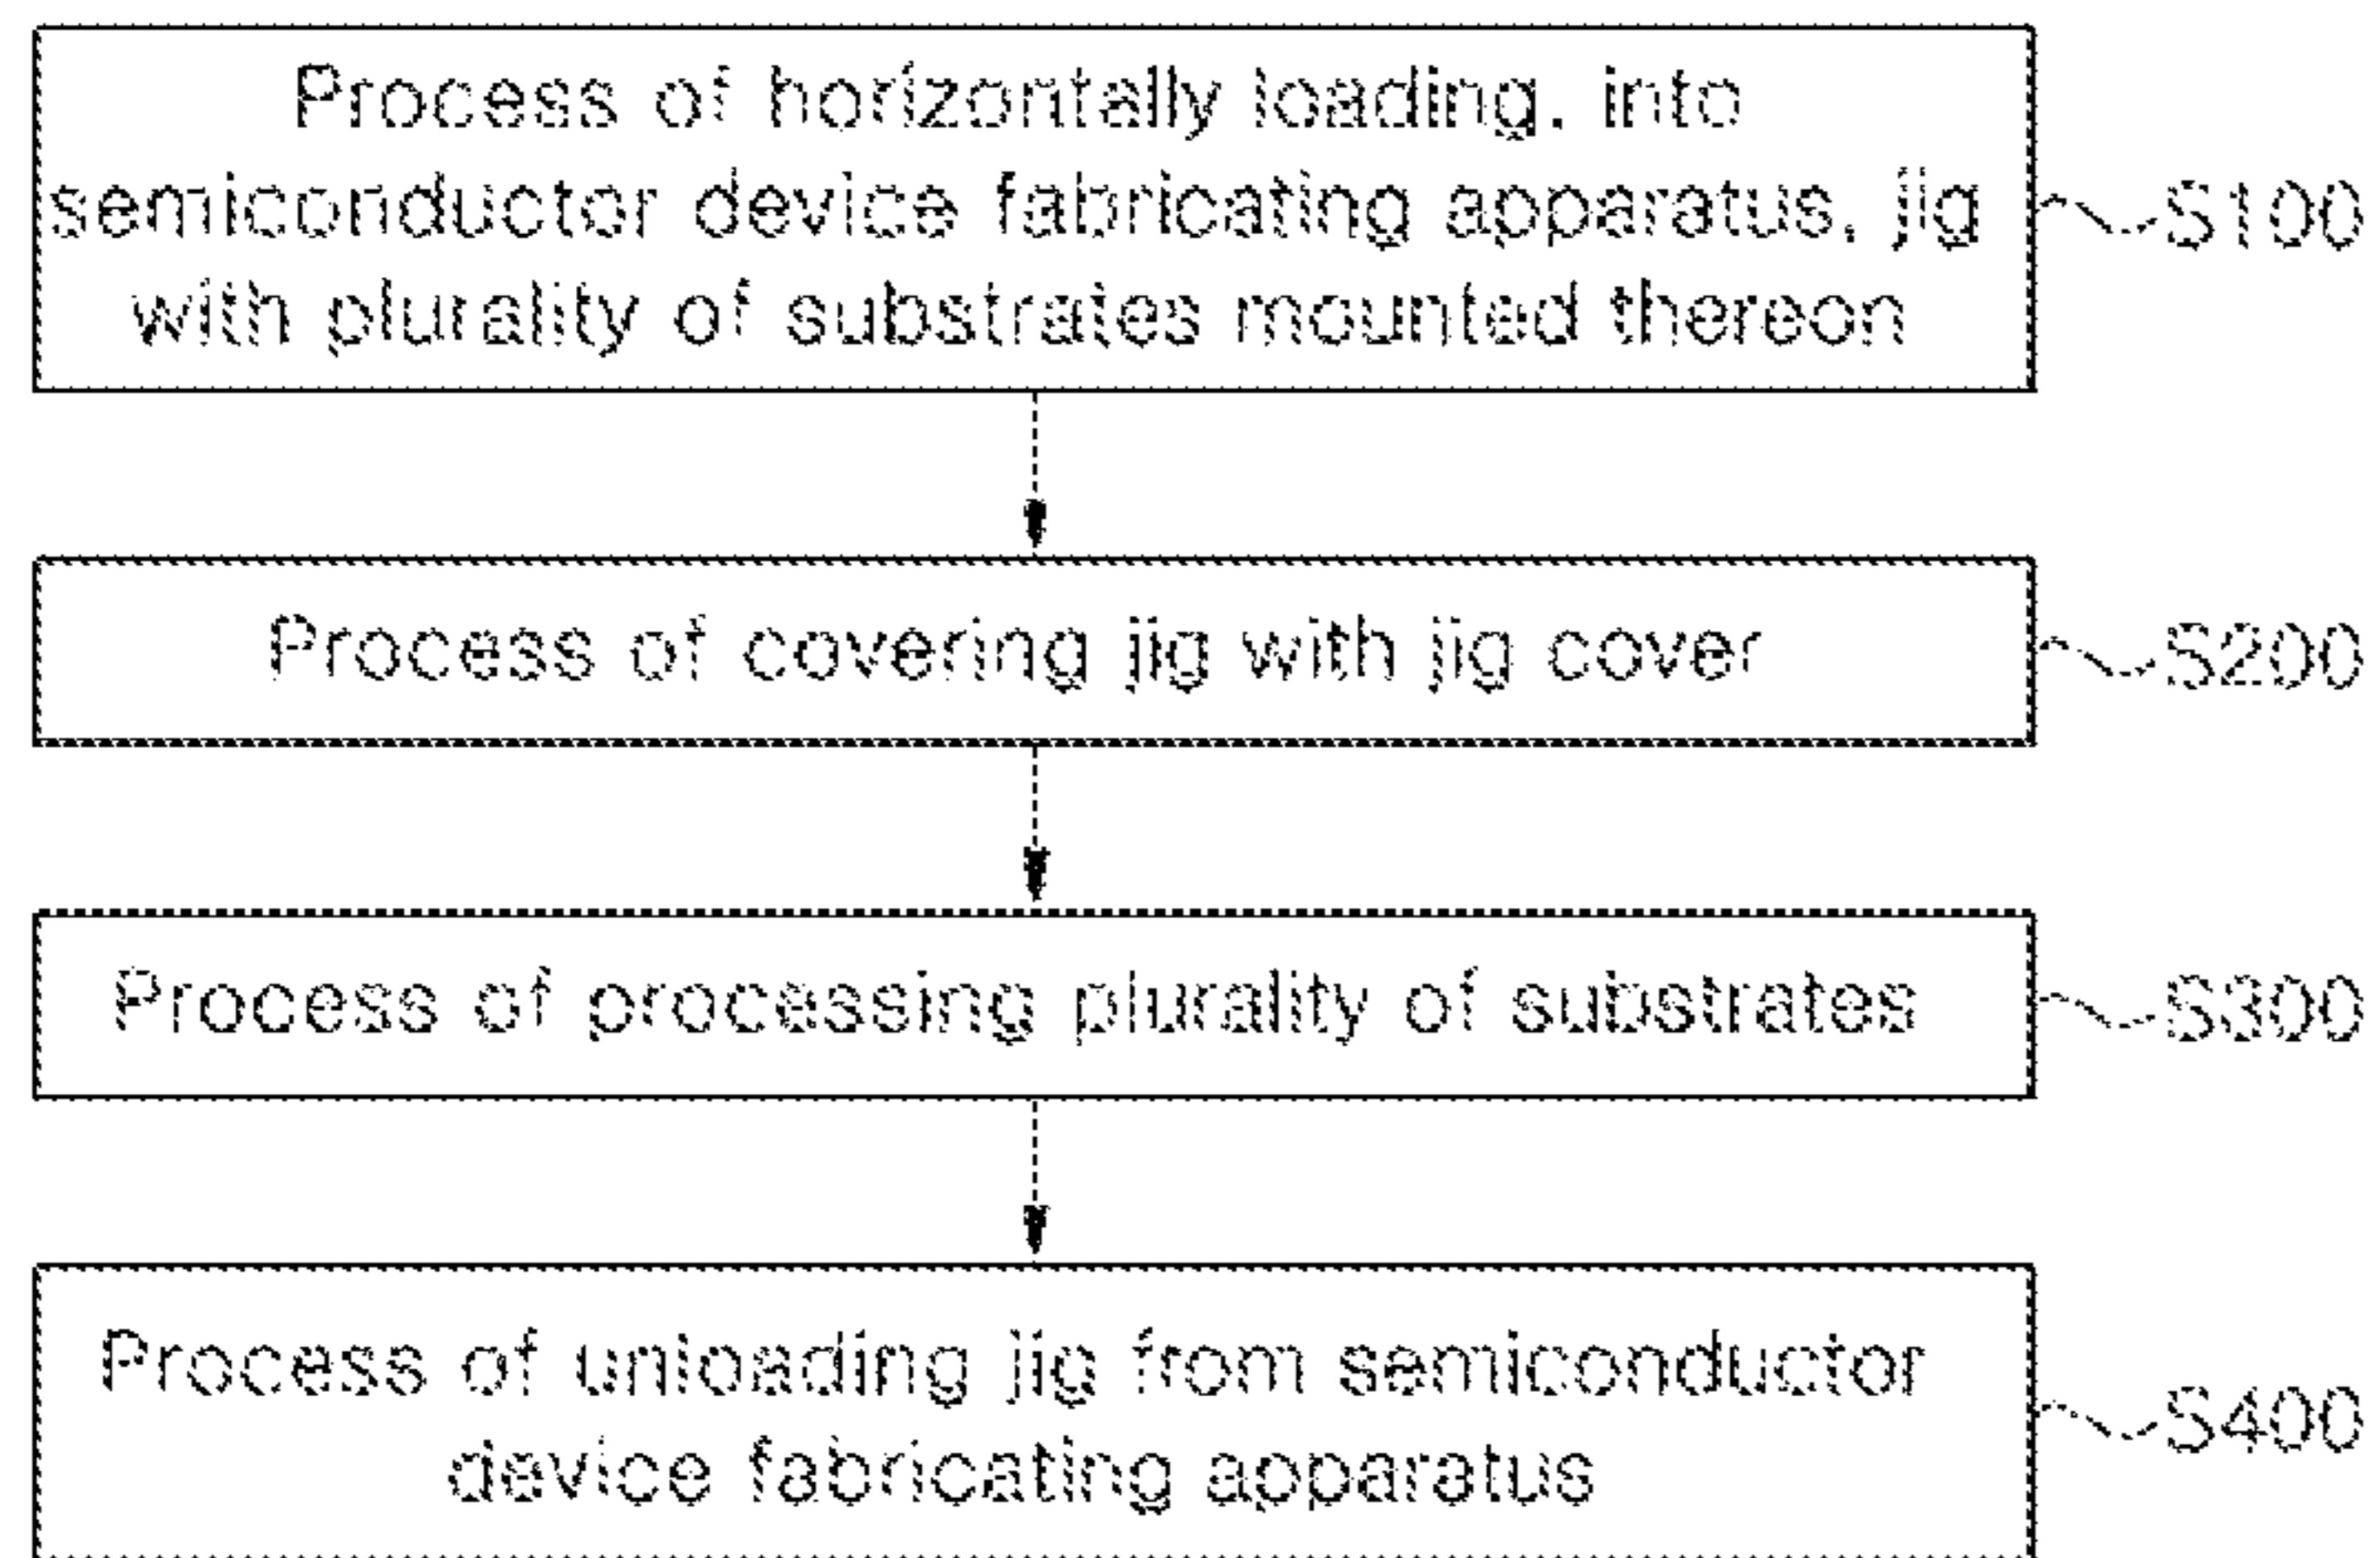 Process of horizontally loading, into
semiconductor device fabricating apparatus, jig
with plurality of substrates mounted thereon
S100
Process of covering jig with jig cover
S200
Process of processing plurality of substrates
S300
Process of unloading jig from semiconductor
device fabricating apparatus
S400